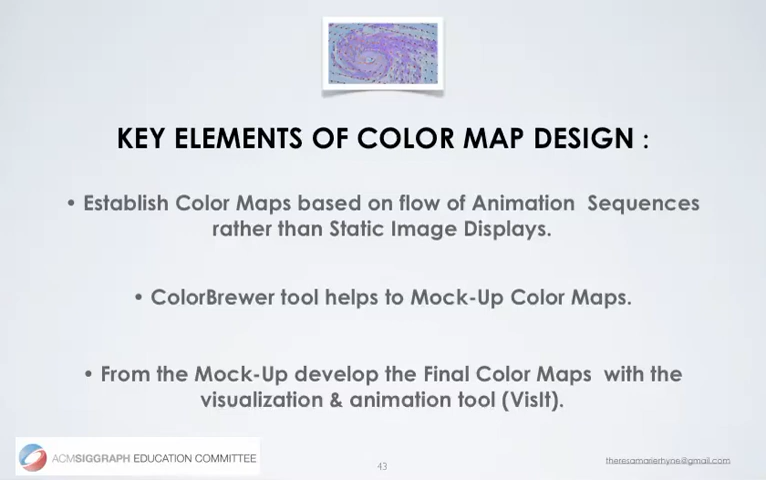 KEY ELEMENTS OF COLOR MAP DESIGN :
• Establish Color Maps based on flow of Animation Sequences
rather than Static Image Displays.
• ColorBrewer tool helps to Mock-Up Color Maps.
• From the Mock-Up develop the Final Color Maps with the
visualization & animation tool (VisIt).
ACMSIGGRAPH EDUCATION COMMITTEE
43
theresamarierhyne@gmail.com